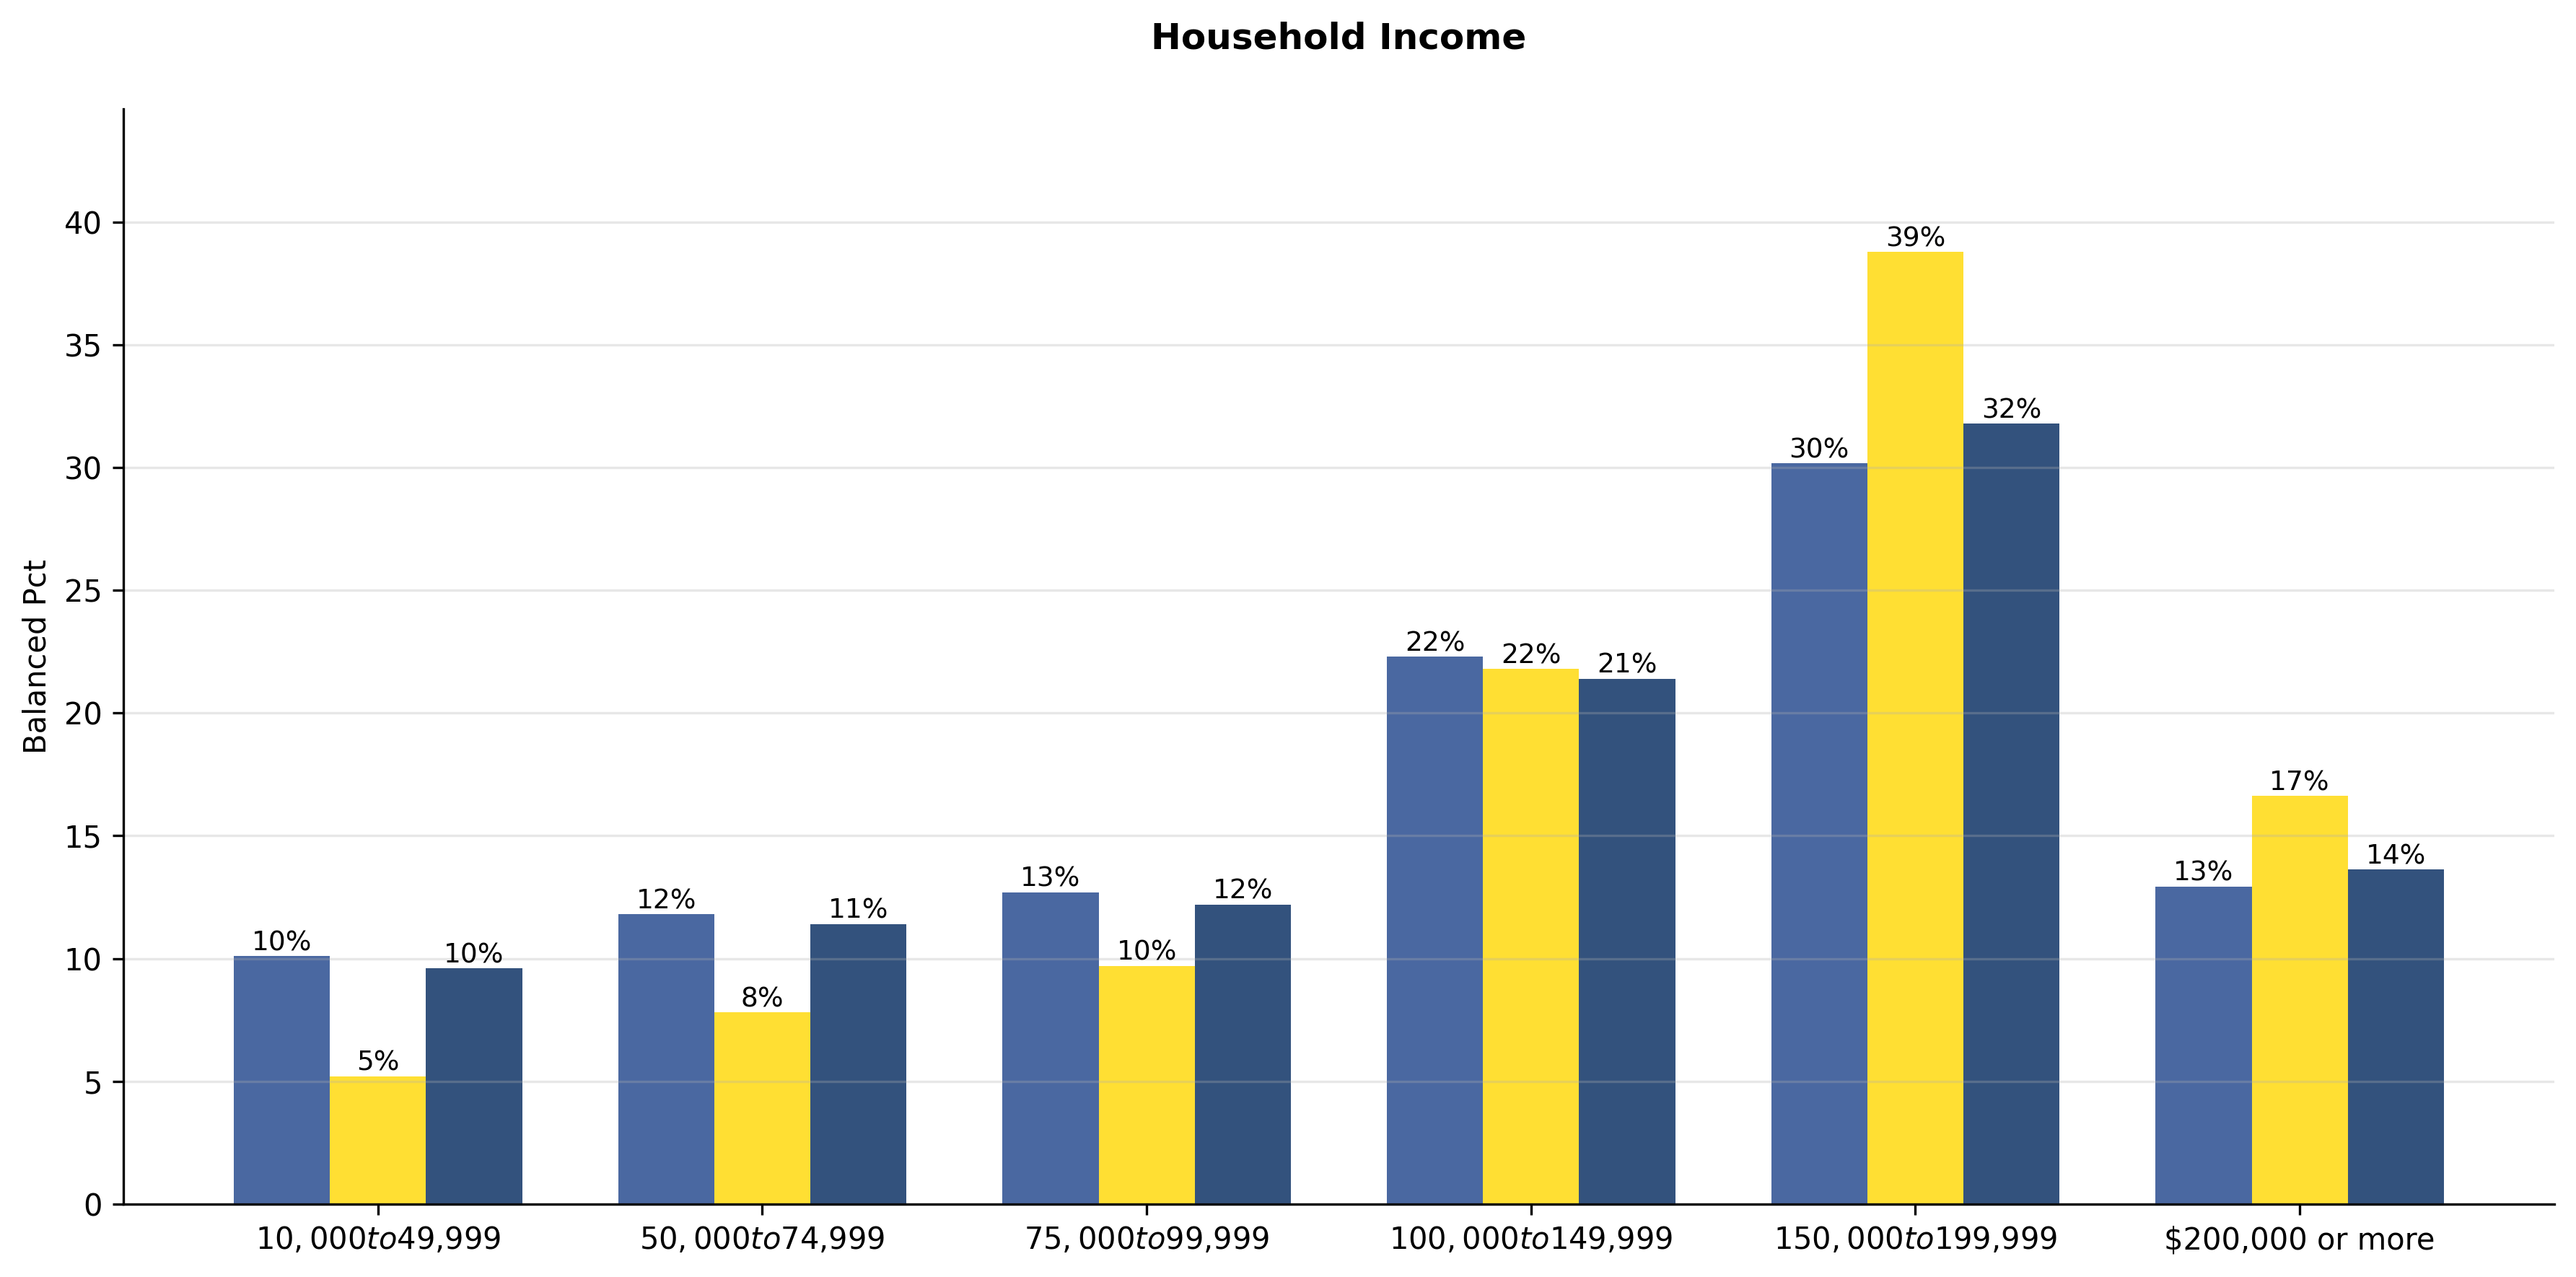 Household Income
Balanced Pct
40
35
30
25
20
15
10
5
0
10% 5% 10%
12% 8% 11%
13% 10% 12%
22% 22% 21%
30% 39% 32%
13% 17% 14%
10,000to49,999
50,000to74,999
75,000to99,999
100,000to149,999
150,000to199,999
$200,000 or more